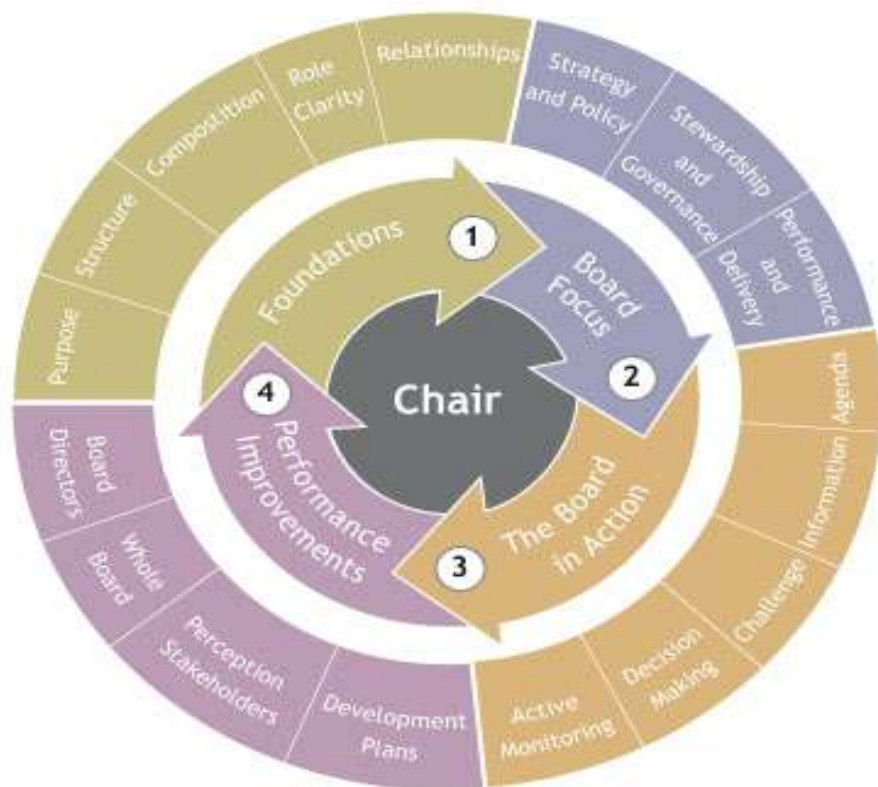 Purpose
Structure
Compostition
Role
Clarity
Relationships
Strategy
and Policy
Stewardship
and
Governance
Performance
and
Delivery
Agenda
Information
Challenge
Decision
Making
Active
Monitoring
Development
Plans
Perception
Stakeholders
Whole
Board
Board
Directors
Foundations
1
Board
Focus
2
The Board
in Action
3
Performance
Improvements
4
Chair